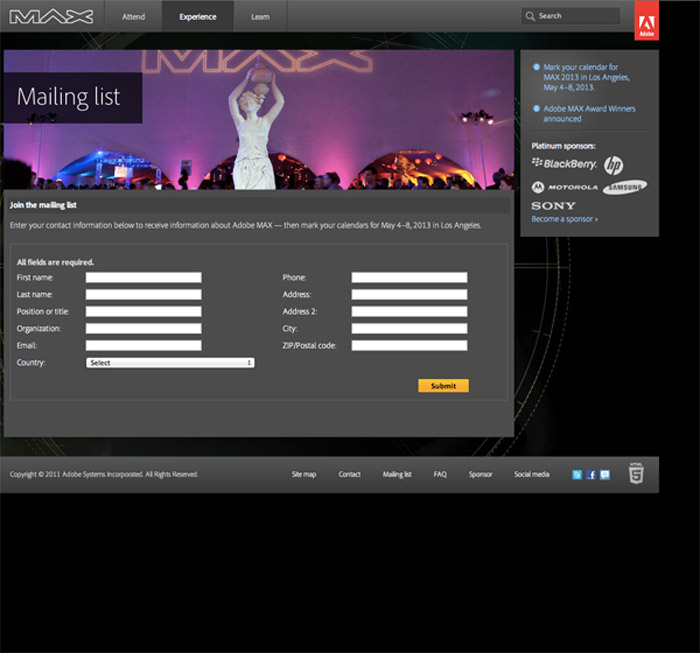 MAX
Attend
Experience
Learn
Search
Adobe
MAX
Mailing list
Mark your calendar for
MAX 2013 in Los Angeles,
May 4–8, 2013.
Adobe MAX Award Winners
announced
Platinum sponsors:
BlackBerry.
hp
MOTOROLA
SAMSUNG
SONY
Become a sponsor ›
Join the mailing list
Enter your contact information below to receive information about Adobe MAX — then mark your calendars for May 4–8, 2013 in Los Angeles.
All fields are required.
First name:
Last name:
Position or title:
Organization:
Email:
Country:
Select
Phone:
Address:
Address 2:
City:
ZIP/Postal code:
Submit
Copyright © 2011 Adobe Systems Incorporated. All Rights Reserved.
Site map
Contact
Mailing list
FAQ
Sponsor
Social media
HTML
5